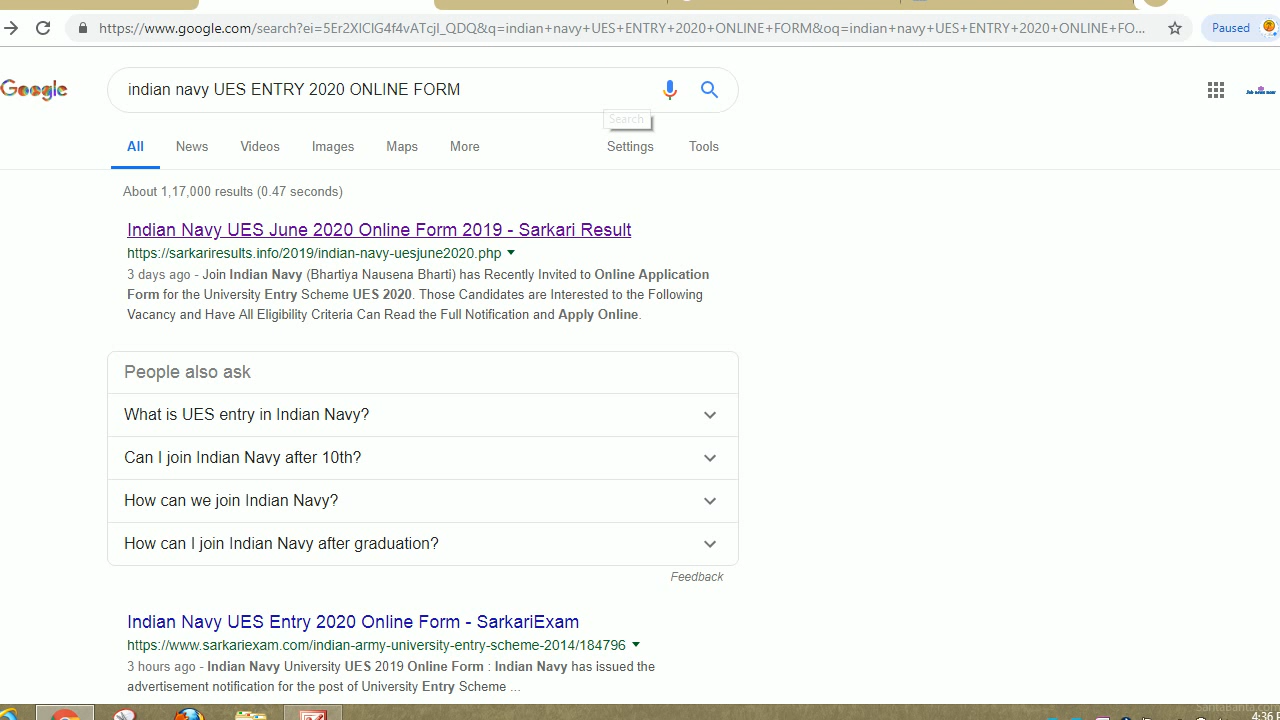 https://www.google.com/search?ei=5Er2XICIG4f4vATcjI_QDQ&q=indian+navy+UES+ENTRY+2020+ONLINE+FORM&oq=indian+navy+UES+ENTRY+2020+ONLINE+FO...
Paused
Google
indian navy UES ENTRY 2020 ONLINE FORM
Search
All
News
Videos
Images
Maps
More
Settings
Tools
About 1,17,000 results (0.47 seconds)
Indian Navy UES June 2020 Online Form 2019 - Sarkari Result
https://sarkariresults.info/2019/indian-navy-uesjune2020.php
3 days ago - Join Indian Navy (Bhartiya Nausena Bharti) has Recently Invited to Online Application
Form for the University Entry Scheme UES 2020. Those Candidates are Interested to the Following
Vacancy and Have All Eligibility Criteria Can Read the Full Notification and Apply Online.
People also ask
What is UES entry in Indian Navy?
Can I join Indian Navy after 10th?
How can we join Indian Navy?
How can I join Indian Navy after graduation?
Feedback
Indian Navy UES Entry 2020 Online Form - SarkariExam
https://www.sarkariexam.com/indian-army-university-entry-scheme-2014/184796
3 hours ago - Indian Navy University UES 2019 Online Form : Indian Navy has issued the
advertisement notification for the post of University Entry Scheme ...
4:36